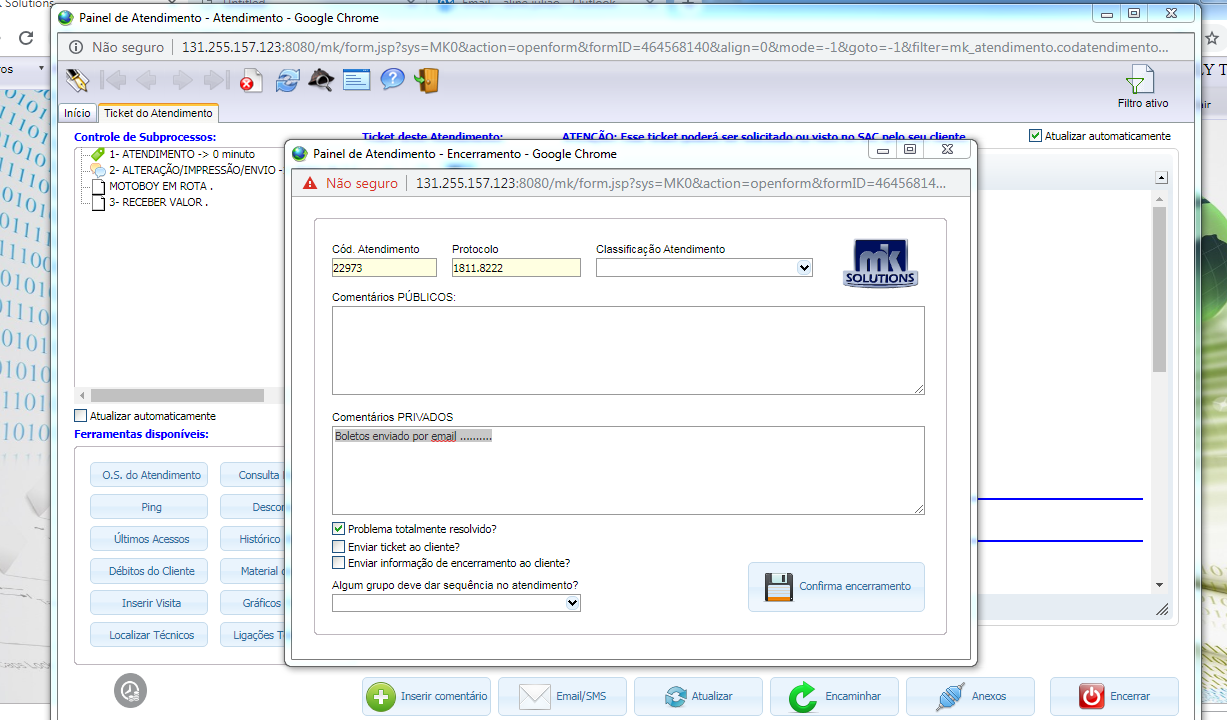 Solutions
Untitled
Painel de Atendimento - Atendimento - Google Chrome
Não seguro | 131.255.157.123:8080/mk/form.jsp?sys=MK0&action=openform&formID=464568140&align=0&mode=-1&goto=-1&filter=mk_atendimento.codatendimento...
Filtro ativo
Início
Ticket do Atendimento
Controle de Subprocessos:
Ticket deste Atendimento:
ATENÇÃO: Esse ticket poderá ser solicitado ou visto no SAC pelo seu cliente
Atualizar automaticamente
1- ATENDIMENTO -> 0 minuto
2- ALTERAÇÃO/IMPRESSÃO/ENVIO -
MOTOBOY EM ROTA .
3- RECEBER VALOR .
Painel de Atendimento - Encerramento - Google Chrome
Não seguro | 131.255.157.123:8080/mk/form.jsp?sys=MK0&action=openform&formID=46456814...
Cód. Atendimento
Protocolo
Classificação Atendimento
22973
1811.8222
mk
SOLUTIONS
Comentários PÚBLICOS:
Comentários PRIVADOS
Boletos enviado por email ..........
Problema totalmente resolvido?
Enviar ticket ao cliente?
Enviar informação de encerramento ao cliente?
Algum grupo deve dar sequência no atendimento?
Confirma encerramento
Atualizar automaticamente
Ferramentas disponíveis:
O.S. do Atendimento
Consulta
Ping
Descon
Últimos Acessos
Histórico
Débitos do Cliente
Material
Inserir Visita
Gráficos
Localizar Técnicos
Ligações T
Inserir comentário
Email/SMS
Atualizar
Encaminhar
Anexos
Encerrar